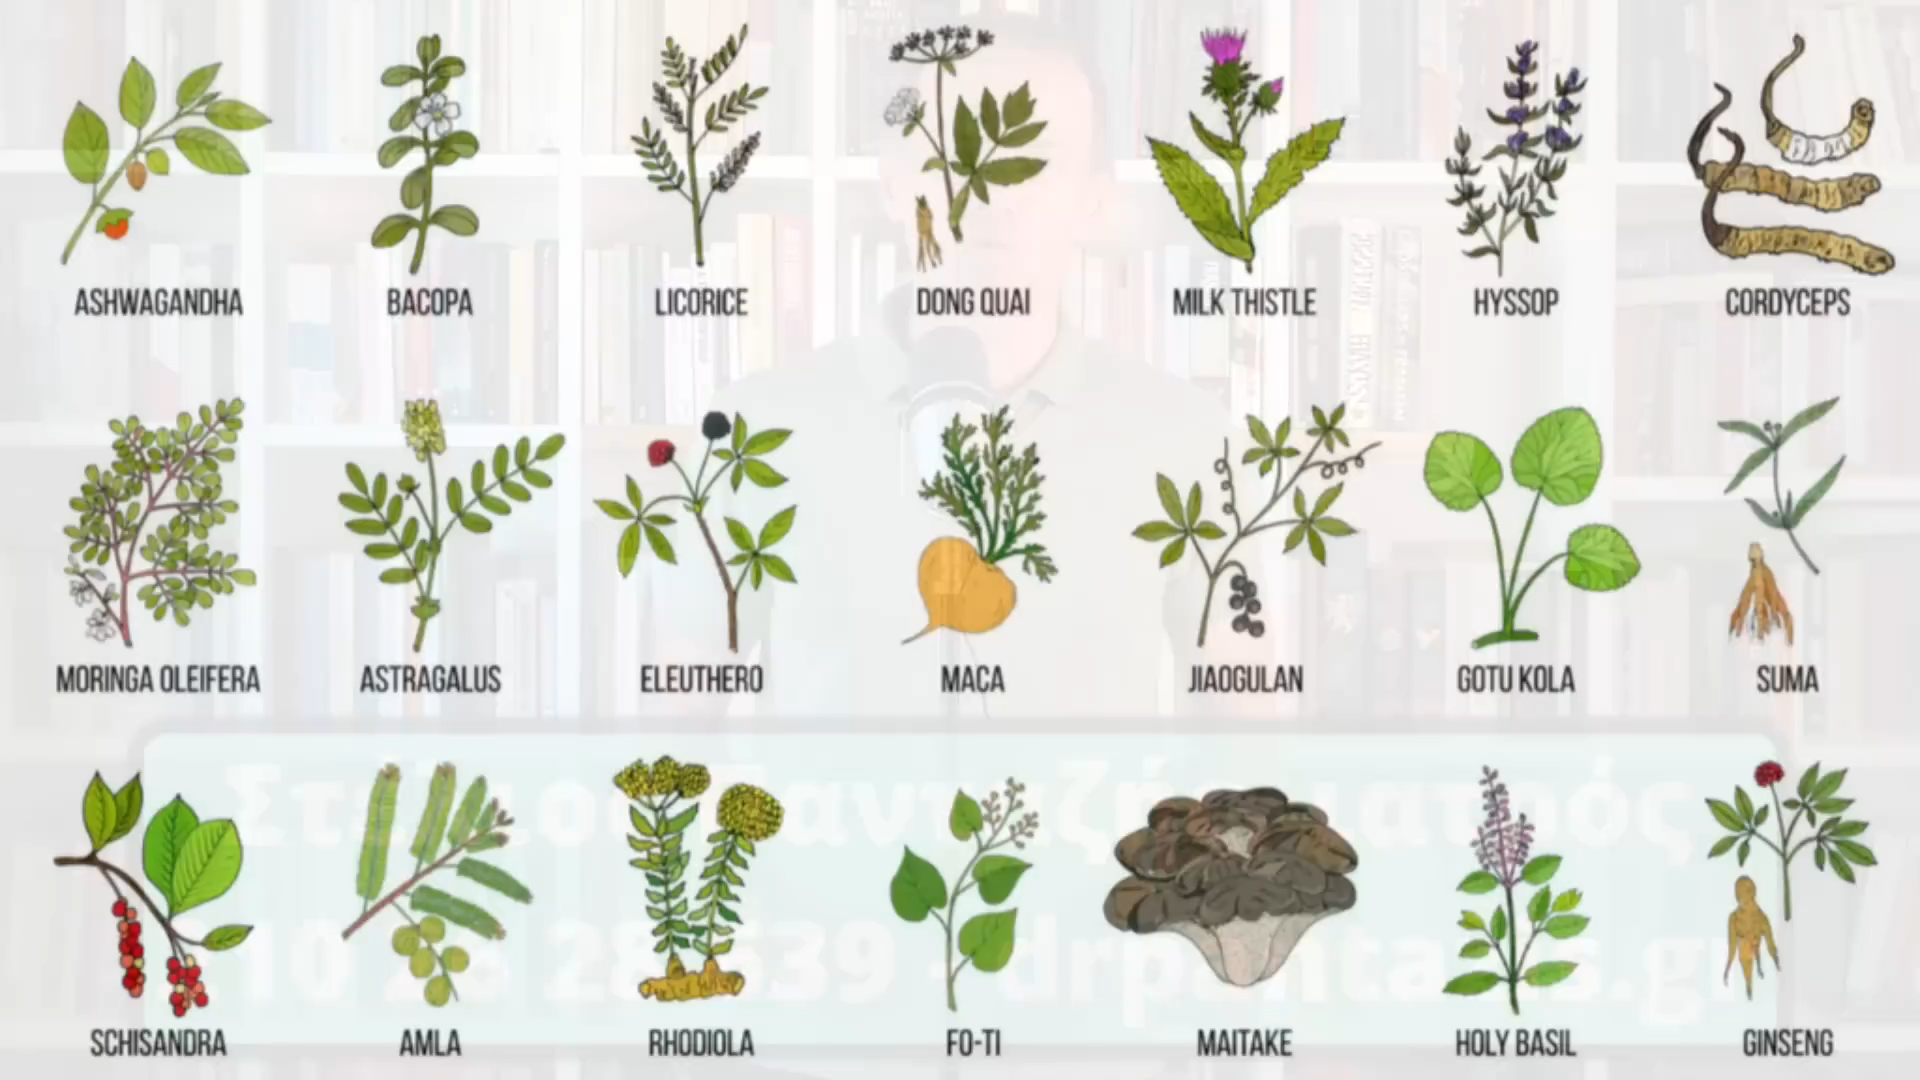 ASHWAGANDHA BACOPA LICORICE DONG QUAI MILK THISTLE HYSSOP CORDYCEPS
MORINGA OLEIFERA ASTRAGALUS ELEUTHERO MACA JIAOGULAN GOTU KOLA SUMA
SCHISANDRA AMLA RHODIOLA FO-TI MAITAKE HOLY BASIL GINSENG